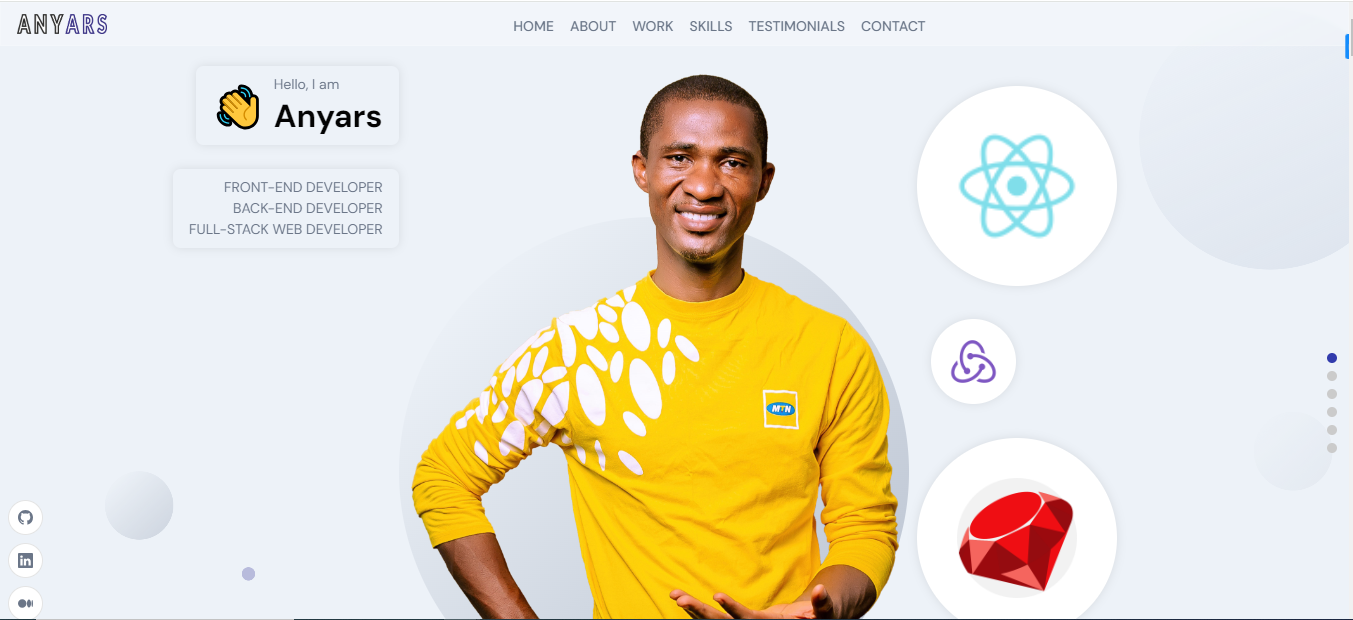 ANYARS
HOME ABOUT WORK SKILLS TESTIMONIALS CONTACT
Hello, I am
Anyars
FRONT-END DEVELOPER
BACK-END DEVELOPER
FULL-STACK WEB DEVELOPER
MTN
in